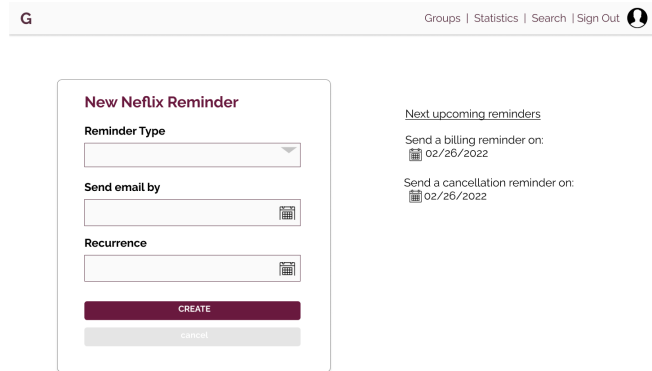 G
Groups | Statistics | Search | Sign Out
New Neflix Reminder
Reminder Type
Send email by
Recurrence
CREATE
cancel
Next upcoming reminders
Send a billing reminder on:
02/26/2022
Send a cancellation reminder on:
02/26/2022